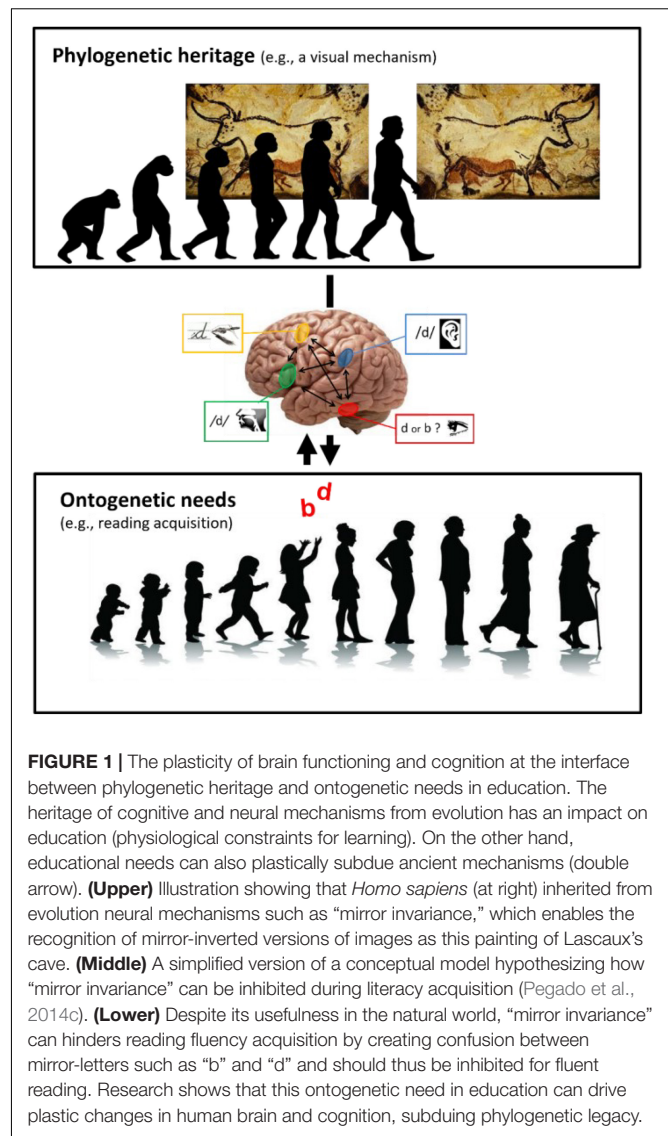 Phylogenetic heritage (e.g., a visual mechanism)
d
/d/
/d/
d or b ?
Ontogenetic needs
(e.g., reading acquisition)
b d
FIGURE 1 | The plasticity of brain functioning and cognition at the interface
between phylogenetic heritage and ontogenetic needs in education. The
heritage of cognitive and neural mechanisms from evolution has an impact on
education (physiological constraints for learning). On the other hand,
educational needs can also plastically subdue ancient mechanisms (double
arrow). (Upper) Illustration showing that Homo sapiens (at right) inherited from
evolution neural mechanisms such as “mirror invariance,” which enables the
recognition of mirror-inverted versions of images as this painting of Lascaux’s
cave. (Middle) A simplified version of a conceptual model hypothesizing how
“mirror invariance” can be inhibited during literacy acquisition (Pegado et al.,
2014c). (Lower) Despite its usefulness in the natural world, “mirror invariance”
can hinders reading fluency acquisition by creating confusion between
mirror-letters such as “b” and “d” and should thus be inhibited for fluent
reading. Research shows that this ontogenetic need in education can drive
plastic changes in human brain and cognition, subduing phylogenetic legacy.